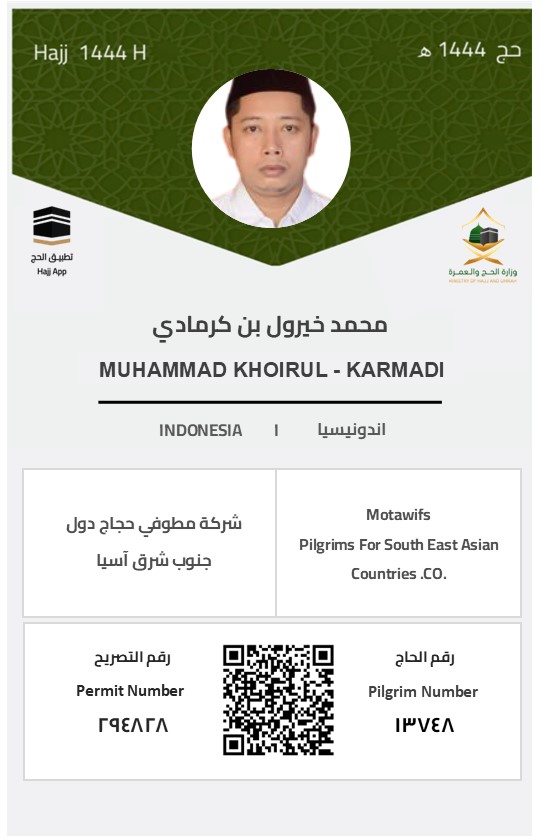 Hajj 1444 H
حج 1444 هـ
تطبيق الحج
Hajj App
وزارة الحج والعمرة
MINISTRY OF HAJJ AND UMRAH
محمد خيرول بن كرمادي
MUHAMMAD KHOIRUL - KARMADI
INDONESIA | اندونيسيا
شركة مطوفي حجاج دول
جنوب شرق آسيا
Motawifs
Pilgrims For South East Asian
Countries .CO.
رقم التصريح
Permit Number
٢٩٤٨٢٨
رقم الحاج
Pilgrim Number
١٣٧٤٨